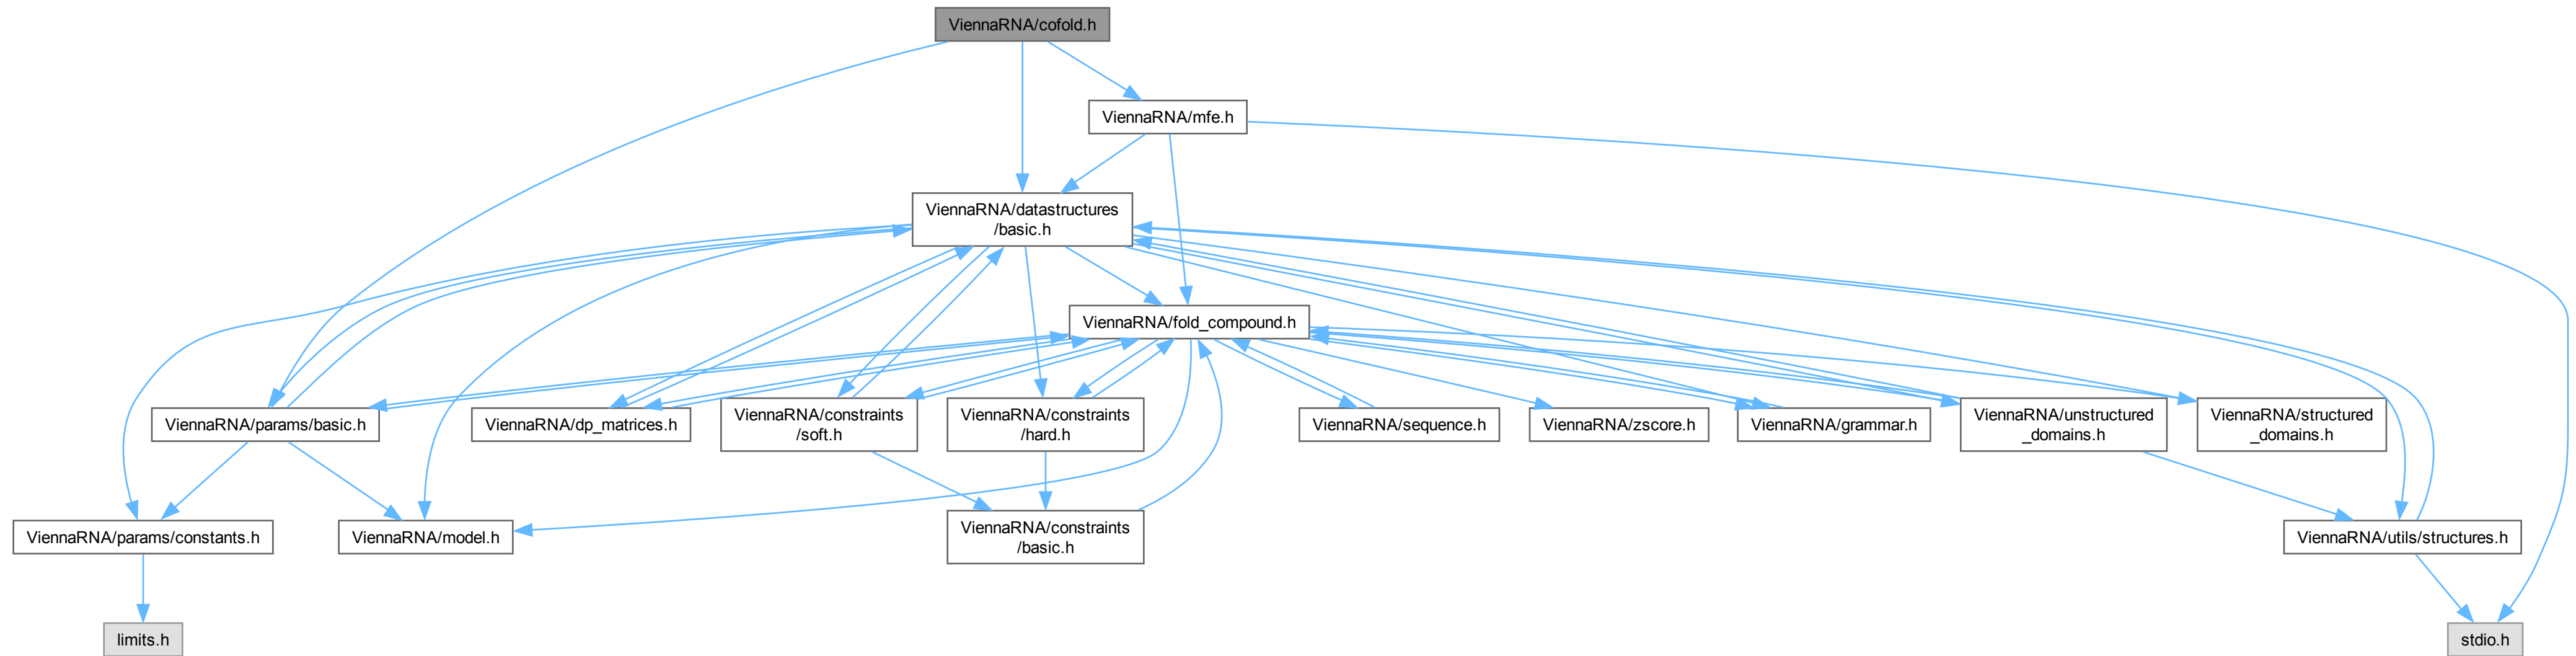 ViennaRNA/cofold.h
ViennaRNA/mfe.h
ViennaRNA/datastructures
/basic.h
ViennaRNA/fold_compound.h
ViennaRNA/params/basic.h
ViennaRNA/dp_matrices.h
ViennaRNA/constraints
/soft.h
ViennaRNA/constraints
/hard.h
ViennaRNA/sequence.h
ViennaRNA/zscore.h
ViennaRNA/grammar.h
ViennaRNA/unstructured
_domains.h
ViennaRNA/structured
_domains.h
ViennaRNA/params/constants.h
ViennaRNA/model.h
ViennaRNA/constraints
/basic.h
ViennaRNA/utils/structures.h
limits.h
stdio.h